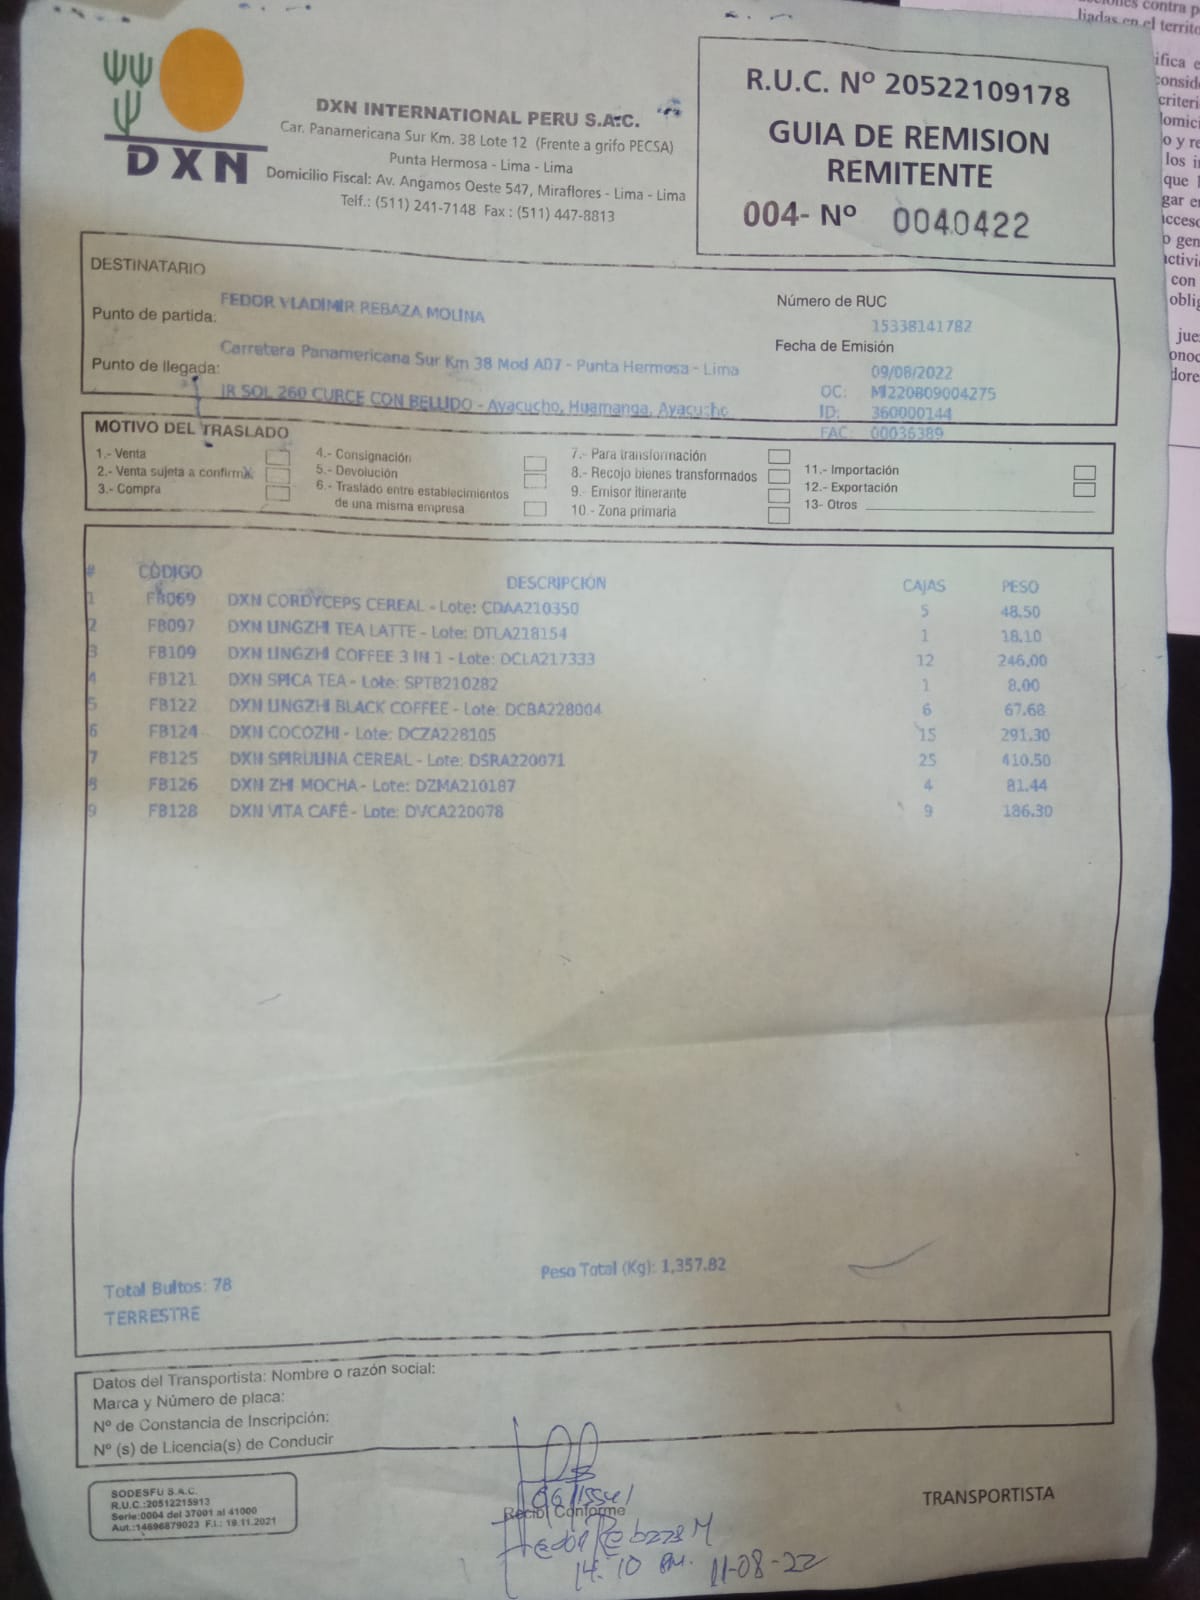 DXN
DXN INTERNATIONAL PERU S.A.C.
Car. Panamericana Sur Km. 38 Lote 12 (Frente a grifo PECSA)
Punta Hermosa - Lima - Lima
Domicilio Fiscal: Av. Angamos Oeste 547, Miraflores - Lima - Lima
Telf.: (511) 241-7148 Fax : (511) 447-8813
R.U.C. Nº 20522109178
GUIA DE REMISION
REMITENTE
004- Nº 0040422
DESTINATARIO
FEDOR VLADIMIR REBAZA MOLINA
Número de RUC
15338141782
Punto de partida:
Carretera Panamericana Sur Km 38 Mod A07 - Punta Hermosa - Lima
Fecha de Emisión
09/08/2022
Punto de llegada:
JR SOL 260 CURCE CON BELLIDO - Ayacucho, Huamanga, Ayacucho
OC: MI220809004275
ID: 360000144
FAC: 00036389
MOTIVO DEL TRASLADO
1.- Venta
2.- Venta sujeta a confirm.
3.- Compra
4.- Consignación
5.- Devolución
6.- Traslado entre establecimientos
de una misma empresa
7.- Para transformación
8.- Recojo bienes transformados
9.- Emisor Itinerante
10.- Zona primaria
11.- Importación
12.- Exportación
13- Otros
# CÓDIGO DESCRIPCIÓN CAJAS PESO
1 FB069 DXN CORDYCEPS CEREAL - Lote: CDAA210350 5 48.50
2 FB097 DXN LINGZHI TEA LATTE - Lote: DTLA218154 1 18.10
3 FB109 DXN LINGZHI COFFEE 3 IN 1 - Lote: DCLA217333 12 246.00
4 FB121 DXN SPICA TEA - Lote: SPTB210282 1 8.00
5 FB122 DXN LINGZHI BLACK COFFEE - Lote: DCBA228004 6 67.68
6 FB124 DXN COCOZHI - Lote: DCZA228105 15 291.30
7 FB125 DXN SPIRULINA CEREAL - Lote: DSRA220071 25 410.50
8 FB126 DXN ZHI MOCHA - Lote: DZMA210187 4 81.44
9 FB128 DXN VITA CAFÉ - Lote: DVCA220078 9 186.30
Total Bultos: 78
Peso Total (Kg): 1,357.82
TERRESTRE
Datos del Transportista: Nombre o razón social:
Marca y Número de placa:
Nº de Constancia de Inscripción:
Nº (s) de Licencia(s) de Conducir
SODESFU S.A.C.
R.U.C.:20512215913
Serie:0004 del 37001 al 41000
Aut.:14696879023 F.I.: 19.11.2021
Recibí Conforme
Fedor Rebaza M
14:10 PM. 11-08-22
TRANSPORTISTA